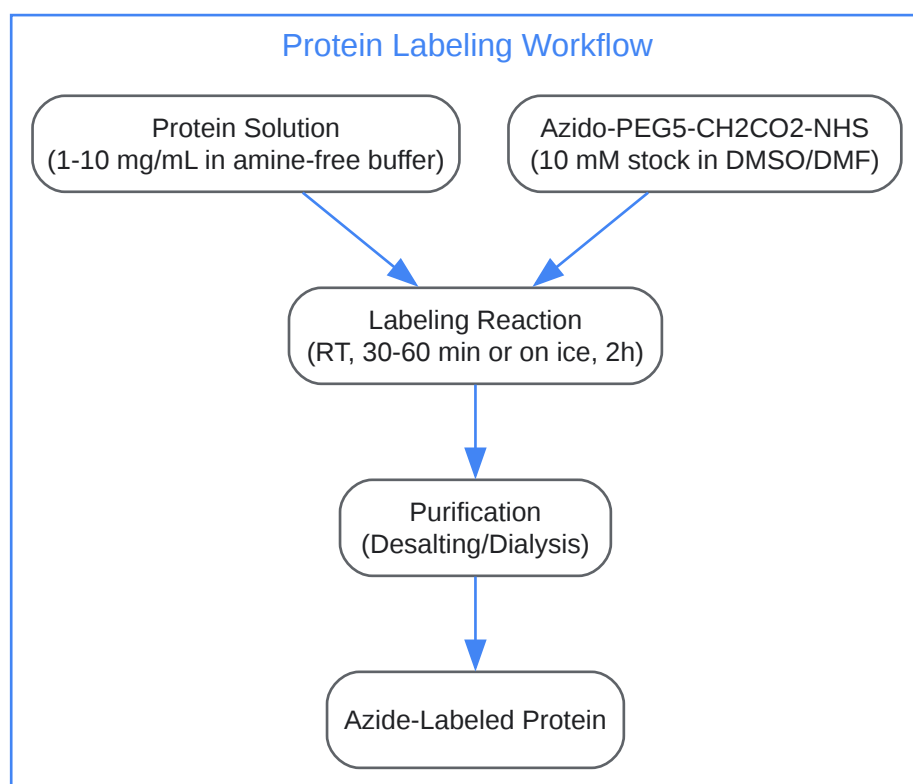 Protein Labeling Workflow
Protein Solution
(1-10 mg/mL in amine-free buffer)
Azido-PEG5-CH2CO2-NHS
(10 mM stock in DMSO/DMF)
Labeling Reaction
(RT, 30-60 min or on ice, 2h)
Purification
(Desalting/Dialysis)
Azide-Labeled Protein